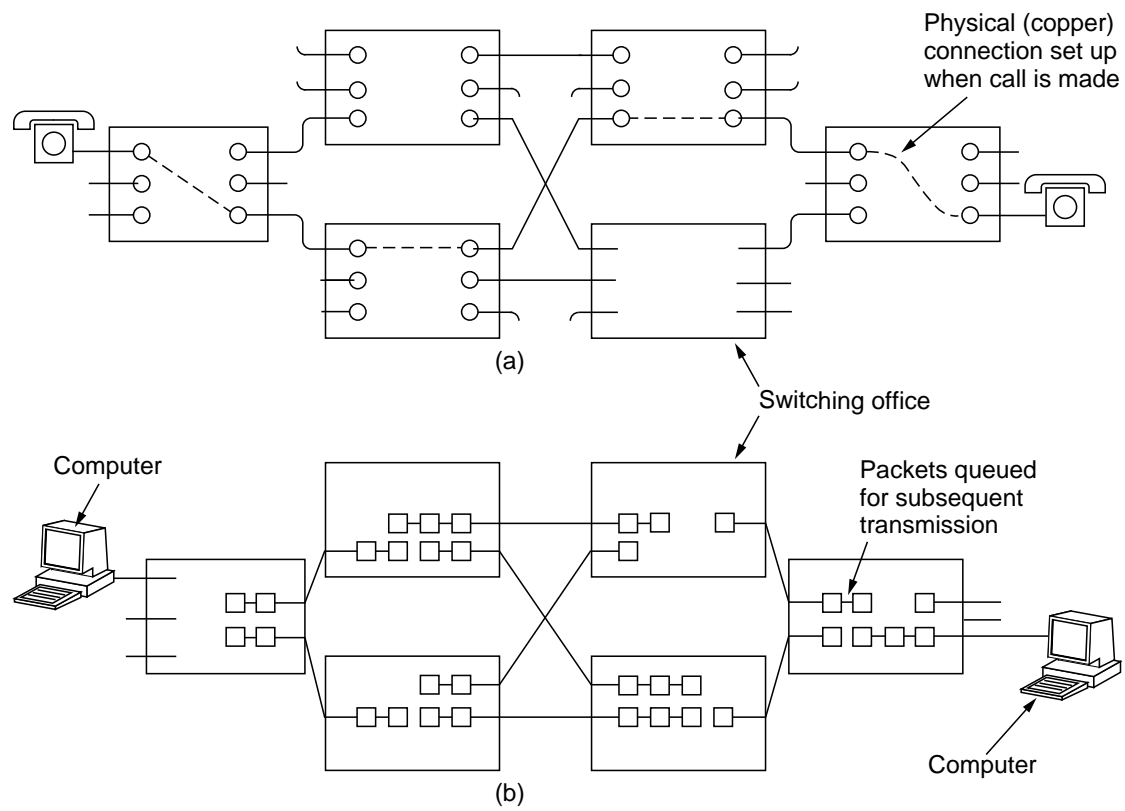 Physical (copper)
connection set up
when call is made
(a)
Switching office
Computer
Packets queued
for subsequent
transmission
Computer
(b)